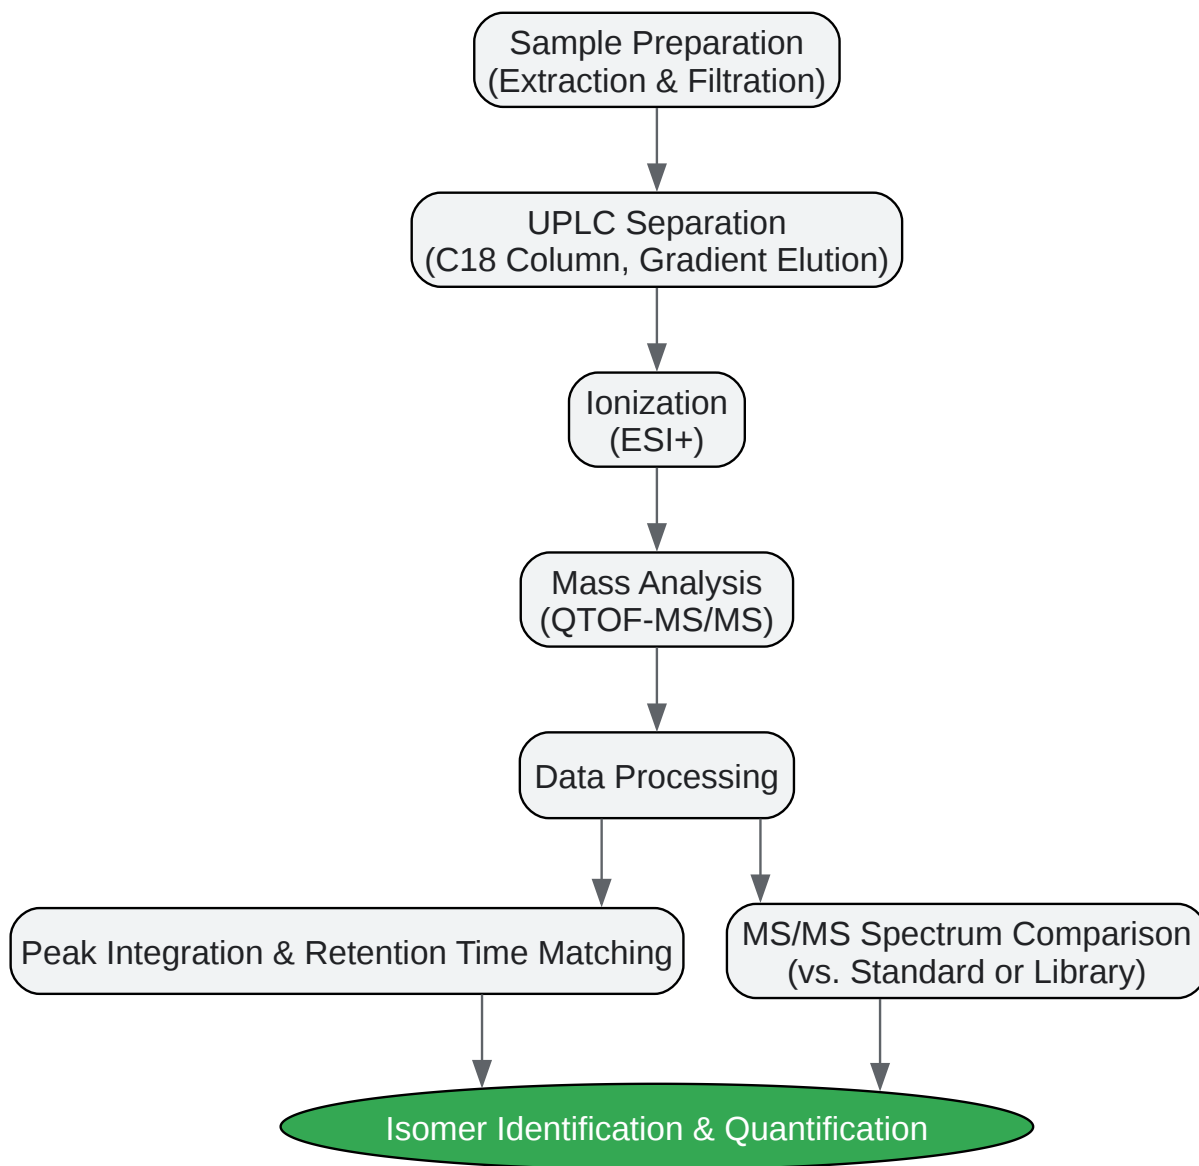 Sample Preparation
(Extraction & Filtration)
UPLC Separation
(C18 Column, Gradient Elution)
Ionization
(ESI+)
Mass Analysis
(QTOF-MS/MS)
Data Processing
Peak Integration & Retention Time Matching
MS/MS Spectrum Comparison
(vs. Standard or Library)
Isomer Identification & Quantification